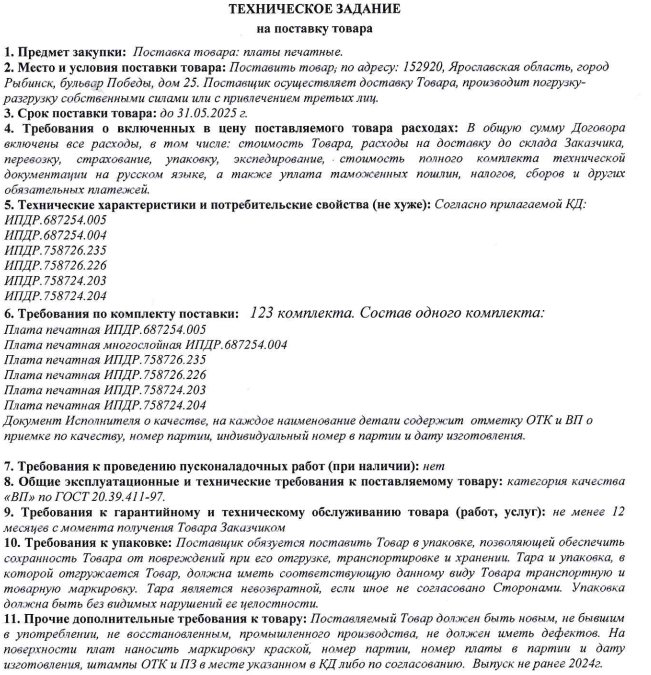 ТЕХНИЧЕСКОЕ ЗАДАНИЕ
на поставку товара
1. Предмет закупки: Поставка товара: платы печатные.
2. Место и условия поставки товара: Поставить товар, по адресу: 152920, Ярославская область, город
Рыбинск, бульвар Победы, дом 25. Поставщик осуществляет доставку Товара, производит погрузку-
разгрузку собственными силами или с привлечением третьих лиц.
3. Срок поставки товара: до 31.05.2025 г.
4. Требования о включенных в цену поставляемого товара расходах: В общую сумму Договора
включены все расходы, в том числе: стоимость Товара, расходы на доставку до склада Заказчика,
перевозку, страхование, упаковку, экспедирование, стоимость полного комплекта технической
документации на русском языке, а также уплата таможенных пошлин, налогов, сборов и других
обязательных платежей.
5. Технические характеристики и потребительские свойства (не хуже): Согласно прилагаемой КД:
ИПДР.687254.005
ИПДР.687254.004
ИПДР.758726.235
ИПДР.758726.226
ИПДР.758724.203
ИПДР.758724.204
6. Требования по комплекту поставки: 123 комплекта. Состав одного комплекта:
Плата печатная ИПДР.687254.005
Плата печатная многослойная ИПДР.687254.004
Плата печатная ИПДР.758726.235
Плата печатная ИПДР.758726.226
Плата печатная ИПДР.758724.203
Плата печатная ИПДР.758724.204
Документ Исполнителя о качестве, на каждое наименование детали содержит отметку ОТК и ВП о
приемке по качеству, номер партии, индивидуальный номер в партии и дату изготовления.
7. Требования к проведению пусконаладочных работ (при наличии): нет
8. Общие эксплуатационные и технические требования к поставляемому товару: категория качества
«ВП» по ГОСТ 20.39.411-97.
9. Требования к гарантийному и техническому обслуживанию товара (работ, услуг): не менее 12
месяцев с момента получения Товара Заказчиком
10. Требования к упаковке: Поставщик обязуется поставить Товар в упаковке, позволяющей обеспечить
сохранность Товара от повреждений при его отгрузке, транспортировке и хранении. Тара и упаковка, в
которой отгружается Товар, должна иметь соответствующую данному виду Товара транспортную и
товарную маркировку. Тара является невозвратной, если иное не согласовано Сторонами. Упаковка
должна быть без видимых нарушений ее целостности.
11. Прочие дополнительные требования к товару: Поставляемый Товар должен быть новым, не бывшим
в употреблении, не восстановленным, промышленного производства, не должен иметь дефектов. На
поверхности плат наносить маркировку краской, номер партии, номер платы в партии и дату
изготовления, штампы ОТК и ПЗ в месте указанном в КД либо по согласованию. Выпуск не ранее 2024г.